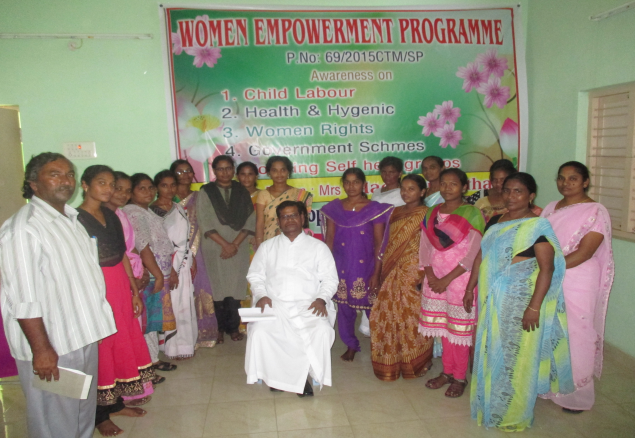 WOMEN EMPOWERMENT PROGRAMME
P.No: 69/2015CTM/SP
Awareness on
1. Child Labour
2. Health & Hygenic
3. Women Rights
4. Government Schmes
Self he groups
Mrs